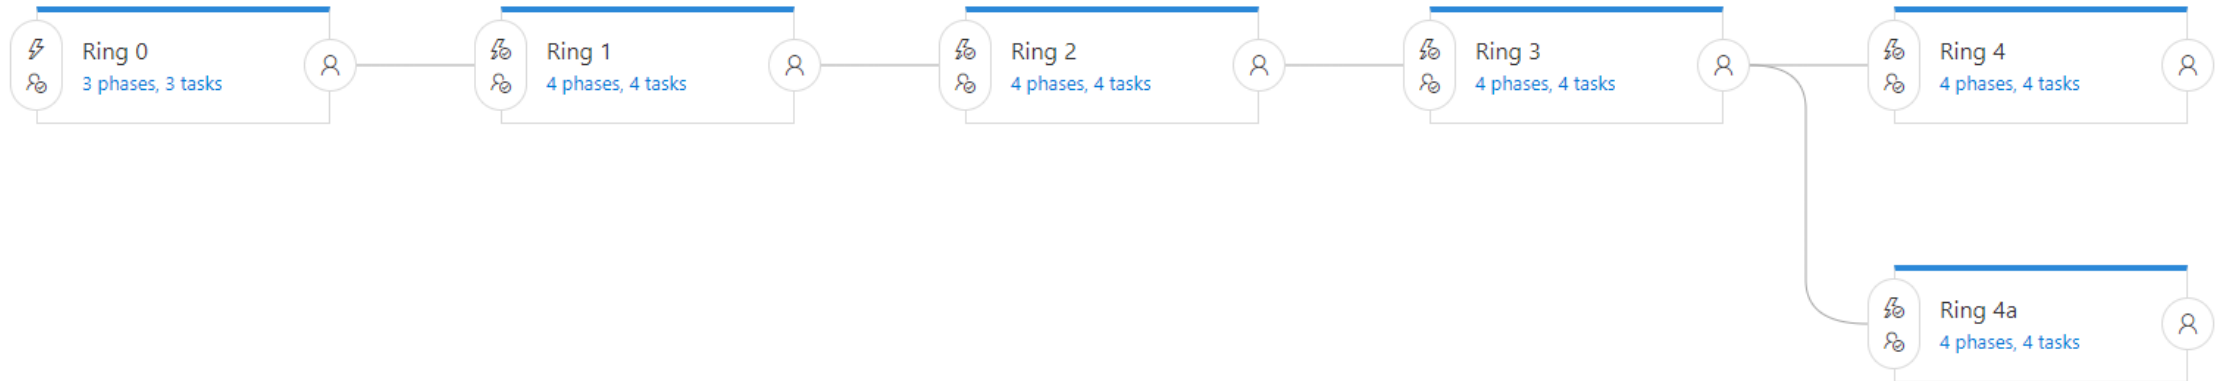 Ring 0
3 phases, 3 tasks
Ring 1
4 phases, 4 tasks
Ring 2
4 phases, 4 tasks
Ring 3
4 phases, 4 tasks
Ring 4
4 phases, 4 tasks
Ring 4a
4 phases, 4 tasks